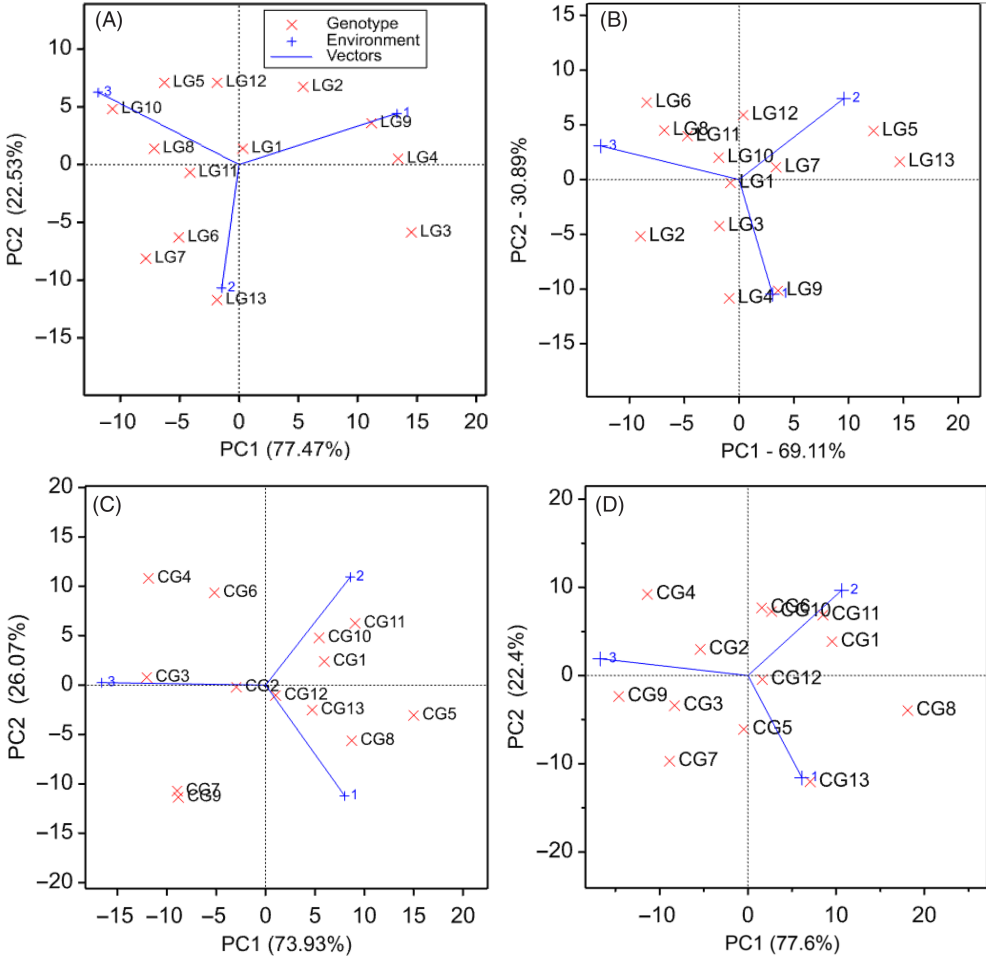 (A)
Genotype
Environment
Vectors
10
5
0
−5
−10
−15
−10 −5 0 5 10 15 20
PC2 (22.53%)
PC1 (77.47%)
3
LG5
LG12
LG2
LG10
1
LG9
LG8
LG1
LG4
LG11
LG6
LG3
LG7
2
LG13
(B)
15
10
5
0
−5
−10
−15
−10 −5 0 5 10 15 20
PC2 - 30.89%
PC1 - 69.11%
LG6
LG12
2
LG8
LG11
LG5
3
LG10
LG7
LG13
LG1
LG2
LG3
LG4
LG9
1
(C)
20
15
10
5
0
−5
−10
−15
−20
−15 −10 −5 0 5 10 15 20
PC2 (26.07%)
PC1 (73.93%)
CG4
2
CG6
CG11
CG10
CG1
CG3
3
CG2
CG12
CG13
CG5
CG8
CG7
CG9
1
(D)
20
10
0
−10
−20
−10 0 10 20
PC2 (22.4%)
PC1 (77.6%)
CG4
2
CG6
CG10
CG11
CG1
CG2
3
CG12
CG9
CG3
CG8
CG5
CG7
1
CG13